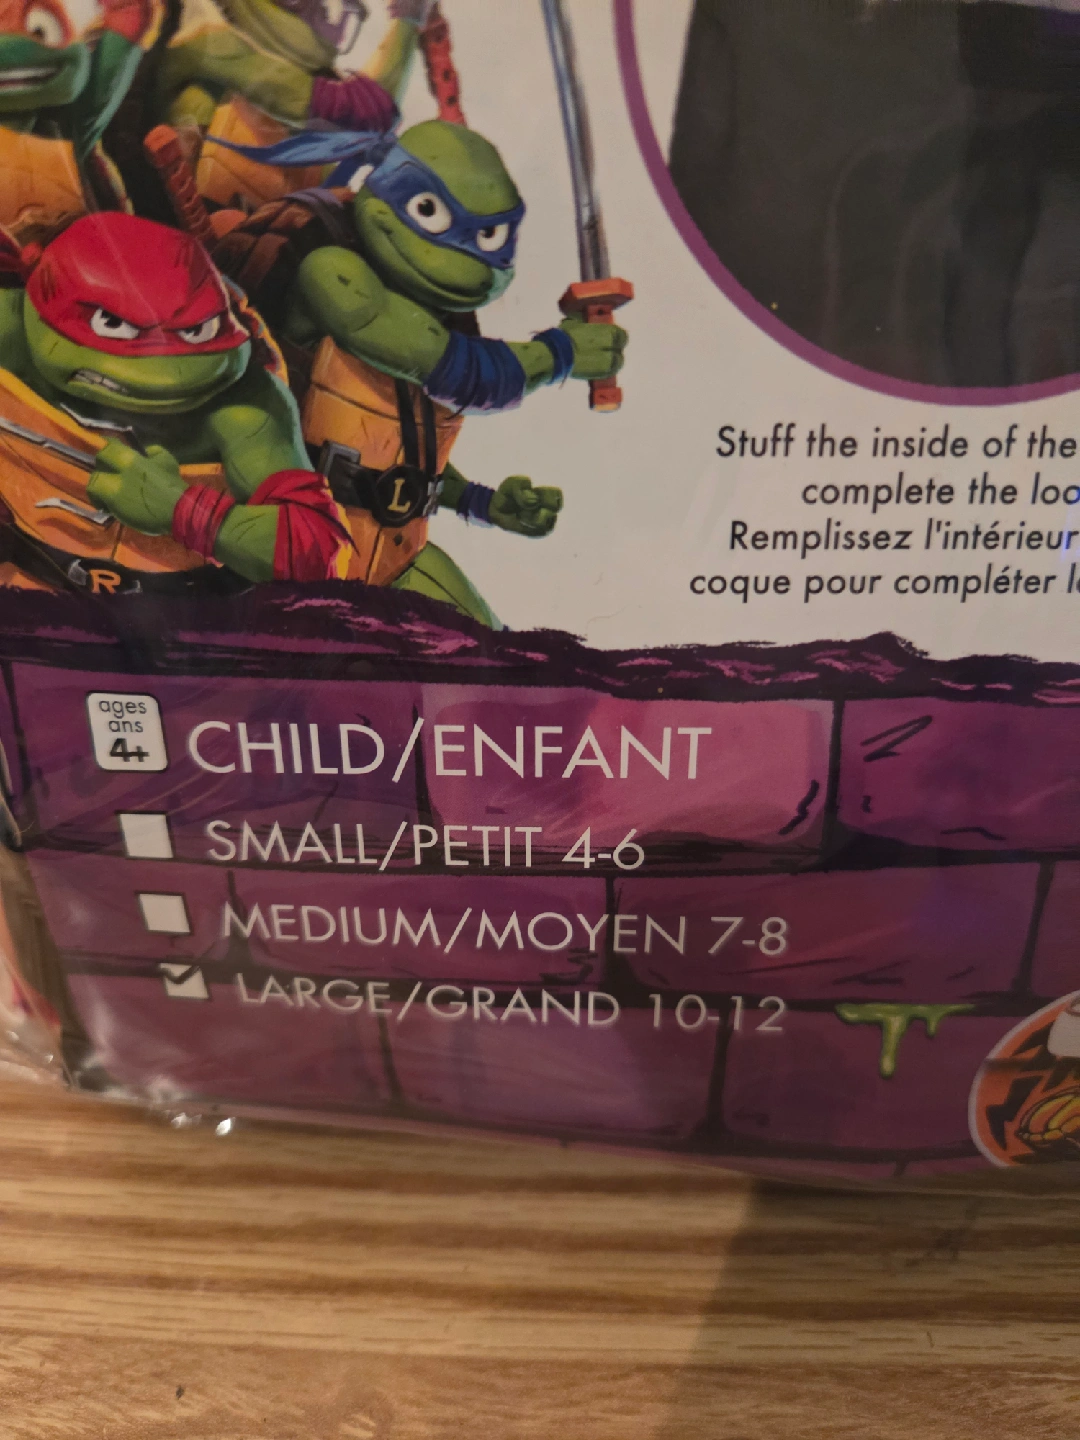 L
R
Stuff the inside of the
complete the loo
Remplissez l'intérieur
coque pour compléter l
ages
ans
4+
CHILD/ENFANT
SMALL/PETIT 4-6
MEDIUM/MOYEN 7-8
LARGE/GRAND 10-12